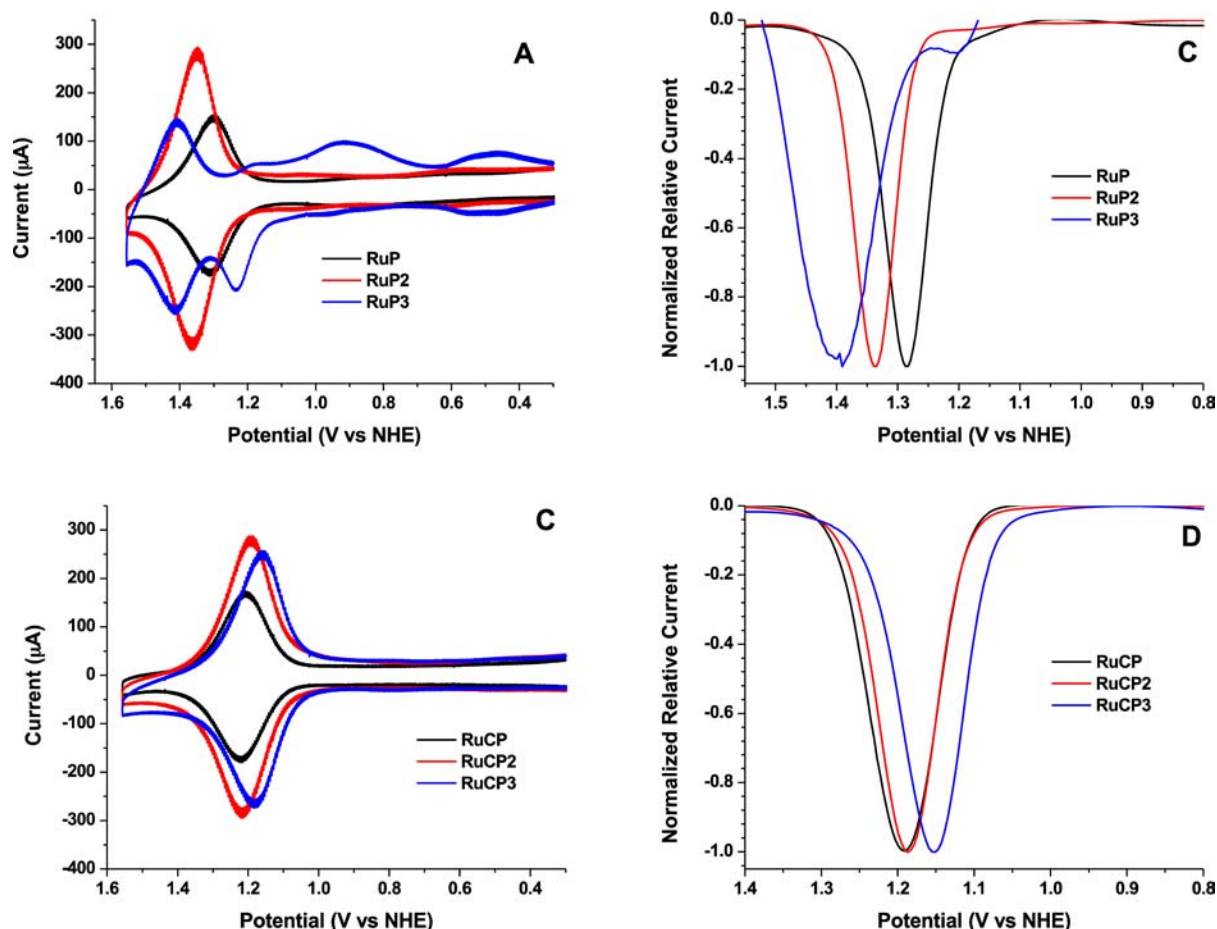 A
300
200
100
0
-100
-200
-300
-400
Current (µA)
RuP
RuP2
RuP3
1.6 1.4 1.2 1.0 0.8 0.6 0.4
Potential (V vs NHE)
C
0.0
-0.2
-0.4
-0.6
-0.8
-1.0
Normalized Relative Current
RuP
RuP2
RuP3
1.5 1.4 1.3 1.2 1.1 1.0 0.9 0.8
Potential (V vs NHE)
C
300
200
100
0
-100
-200
-300
-400
Current (µA)
RuCP
RuCP2
RuCP3
1.6 1.4 1.2 1.0 0.8 0.6 0.4
Potential (V vs NHE)
D
0.0
-0.2
-0.4
-0.6
-0.8
-1.0
Normalized Relative Current
RuCP
RuCP2
RuCP3
1.4 1.3 1.2 1.1 1.0 0.9 0.8
Potential (V vs NHE)